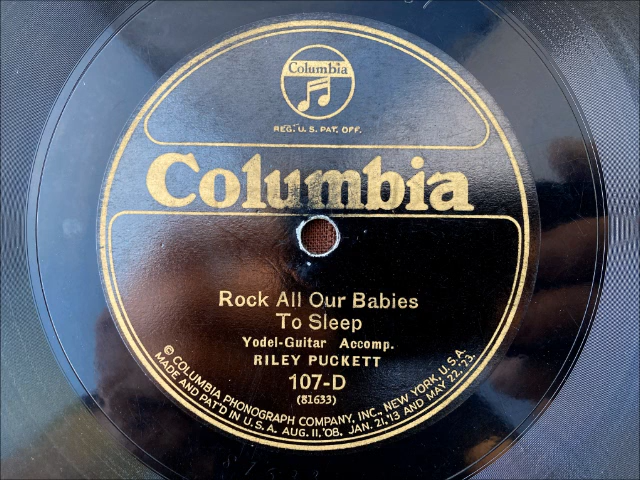 Columbia
REG. U. S. PAT. OFF.
Columbia
Rock All Our Babies
To Sleep
Yodel-Guitar Accomp.
RILEY PUCKETT
107-D
(81633)
© COLUMBIA PHONOGRAPH COMPANY, INC., NEW YORK, U.S.A.
MADE AND PAT'D IN U.S.A. AUG. 11, '08. JAN. 21, 13 AND MAY 22, 23.